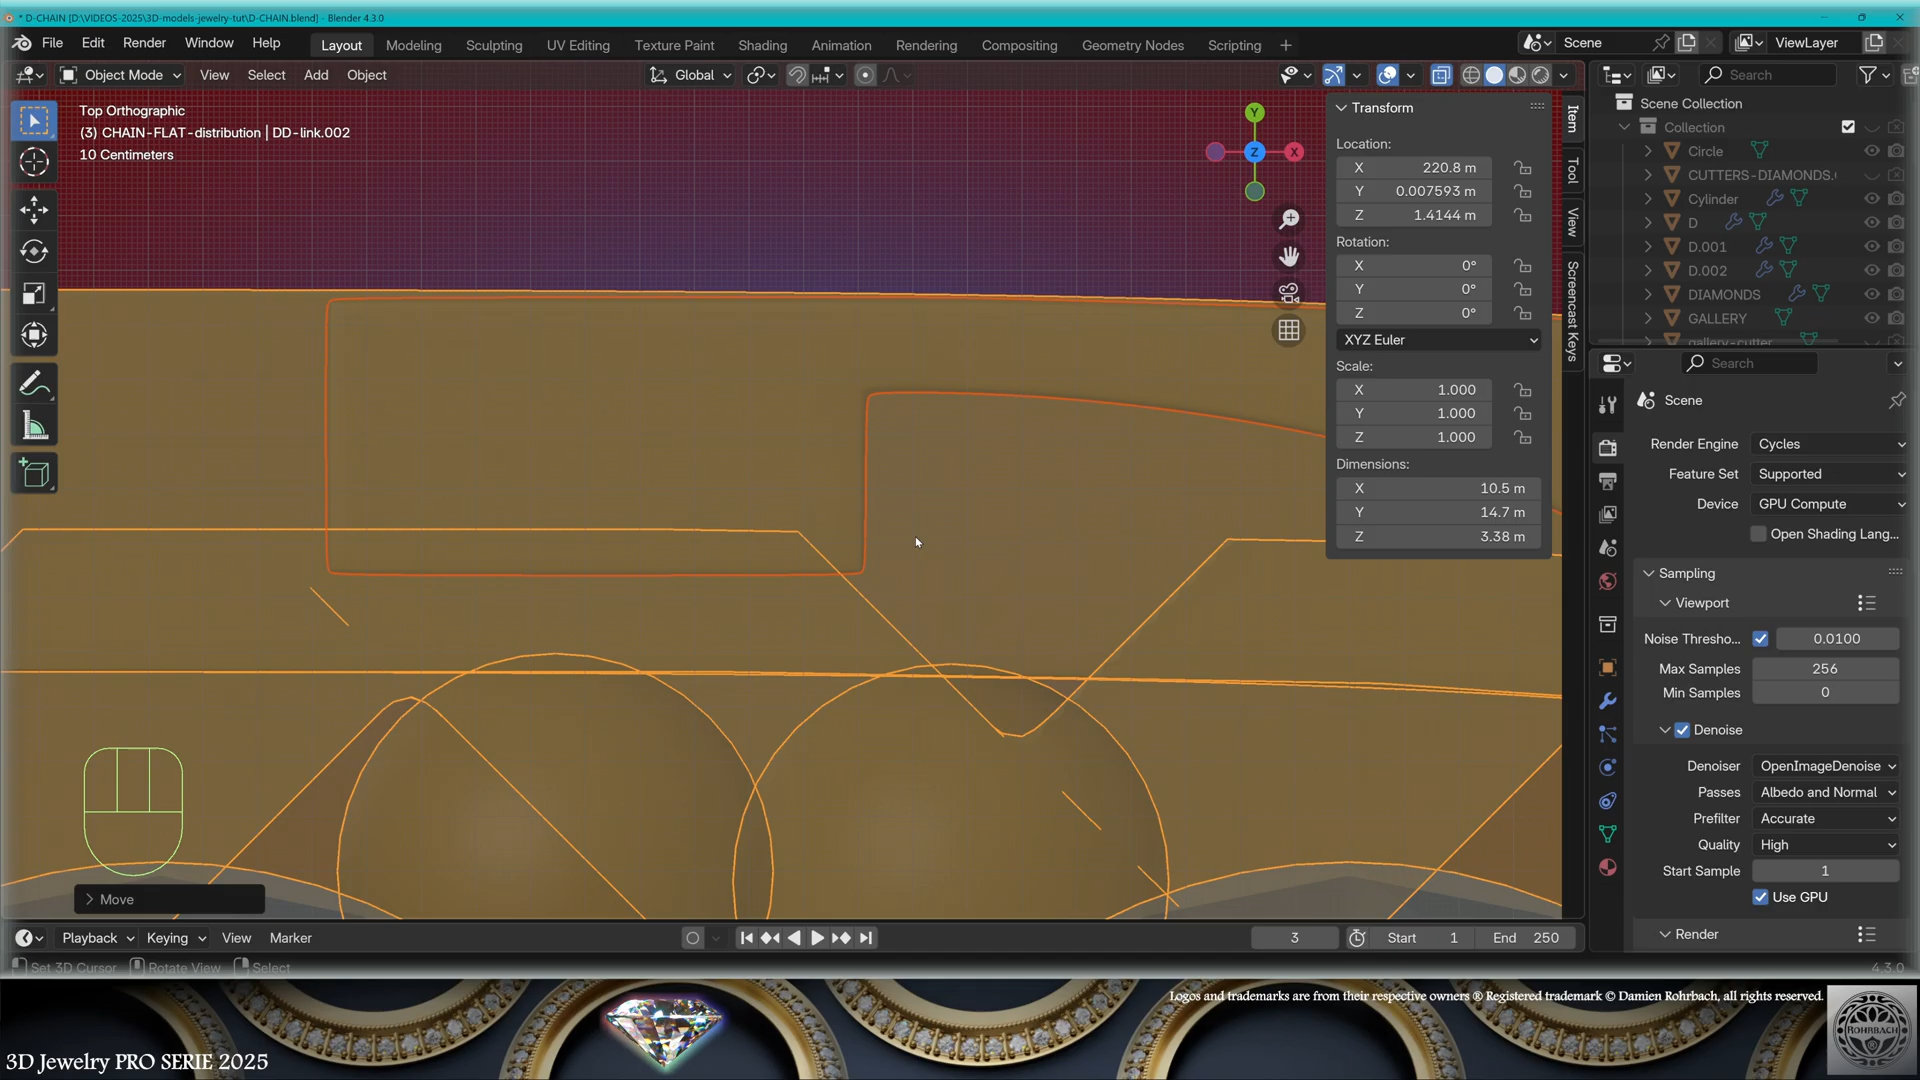 * D-CHAIN [D:\VIDEOS-2025\3D-models-jewelry-tut\D-CHAIN.blend] - Blender 4.3.0
File Edit Render Window Help
Layout Modeling Sculpting UV Editing Texture Paint Shading Animation Rendering Compositing Geometry Nodes Scripting +
Scene
ViewLayer
Object Mode View Select Add Object
Global
Search
Top Orthographic
(3) CHAIN-FLAT-distribution | DD-link.002
10 Centimeters
Y
X
Z
Transform
Location:
X 220.8 m
Y 0.007593 m
Z 1.4144 m
Rotation:
X 0°
Y 0°
Z 0°
XYZ Euler
Scale:
X 1.000
Y 1.000
Z 1.000
Dimensions:
X 10.5 m
Y 14.7 m
Z 3.38 m
Item
Tool
View
Screencast Keys
Scene Collection
Collection
Circle
CUTTERS-DIAMONDS.
Cylinder
D
D.001
D.002
DIAMONDS
GALLERY
gallery-cutter
Search
Scene
Render Engine Cycles
Feature Set Supported
Device GPU Compute
Open Shading Lang...
Sampling
Viewport
Noise Thresho... 0.0100
Max Samples 256
Min Samples 0
Denoise
Denoiser OpenImageDenoise
Passes Albedo and Normal
Prefilter Accurate
Quality High
Start Sample 1
Use GPU
Render
Move
Playback Keying View Marker
3
Start 1
End 250
Set 3D Cursor Rotate View Select
4.3.0
Logos and trademarks are from their respective owners ® Registered trademark © Damien Rohrbach, all rights reserved.
ROHRBACH
3D Jewelry PRO SERIE 2025